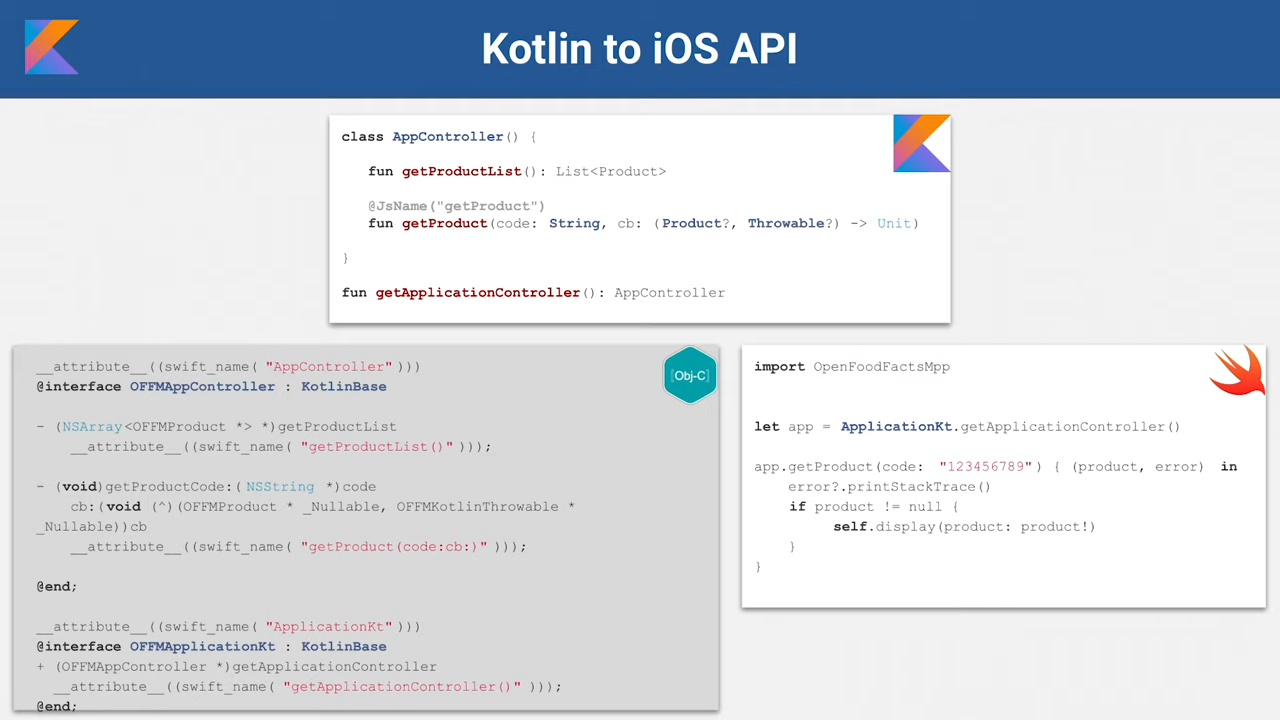 Kotlin to iOS API
class AppController() {
fun getProductList(): List<Product>
@JsName("getProduct")
fun getProduct(code: String, cb: (Product?, Throwable?) -> Unit)
}
fun getApplicationController(): AppController
__attribute__((swift_name( "AppController" )))
@interface OFFMAppController : KotlinBase
- (NSArray<OFFMProduct *> *)getProductList
__attribute__((swift_name( "getProductList()" )));
- (void)getProductCode:( NSString *)code
cb:(void (^)(OFFMProduct * _Nullable, OFFMKotlinThrowable *
_Nullable))cb
__attribute__((swift_name( "getProduct(code:cb:)" )));
@end;
__attribute__((swift_name( "ApplicationKt" )))
@interface OFFMApplicationKt : KotlinBase
+ (OFFMAppController *)getApplicationController
__attribute__((swift_name( "getApplicationController()" )));
@end;
[Obj-C]
import OpenFoodFactsMpp
let app = ApplicationKt.getApplicationController()
app.getProduct(code: "123456789" ) { (product, error) in
error?.printStackTrace()
if product != null {
self.display(product: product!)
}
}